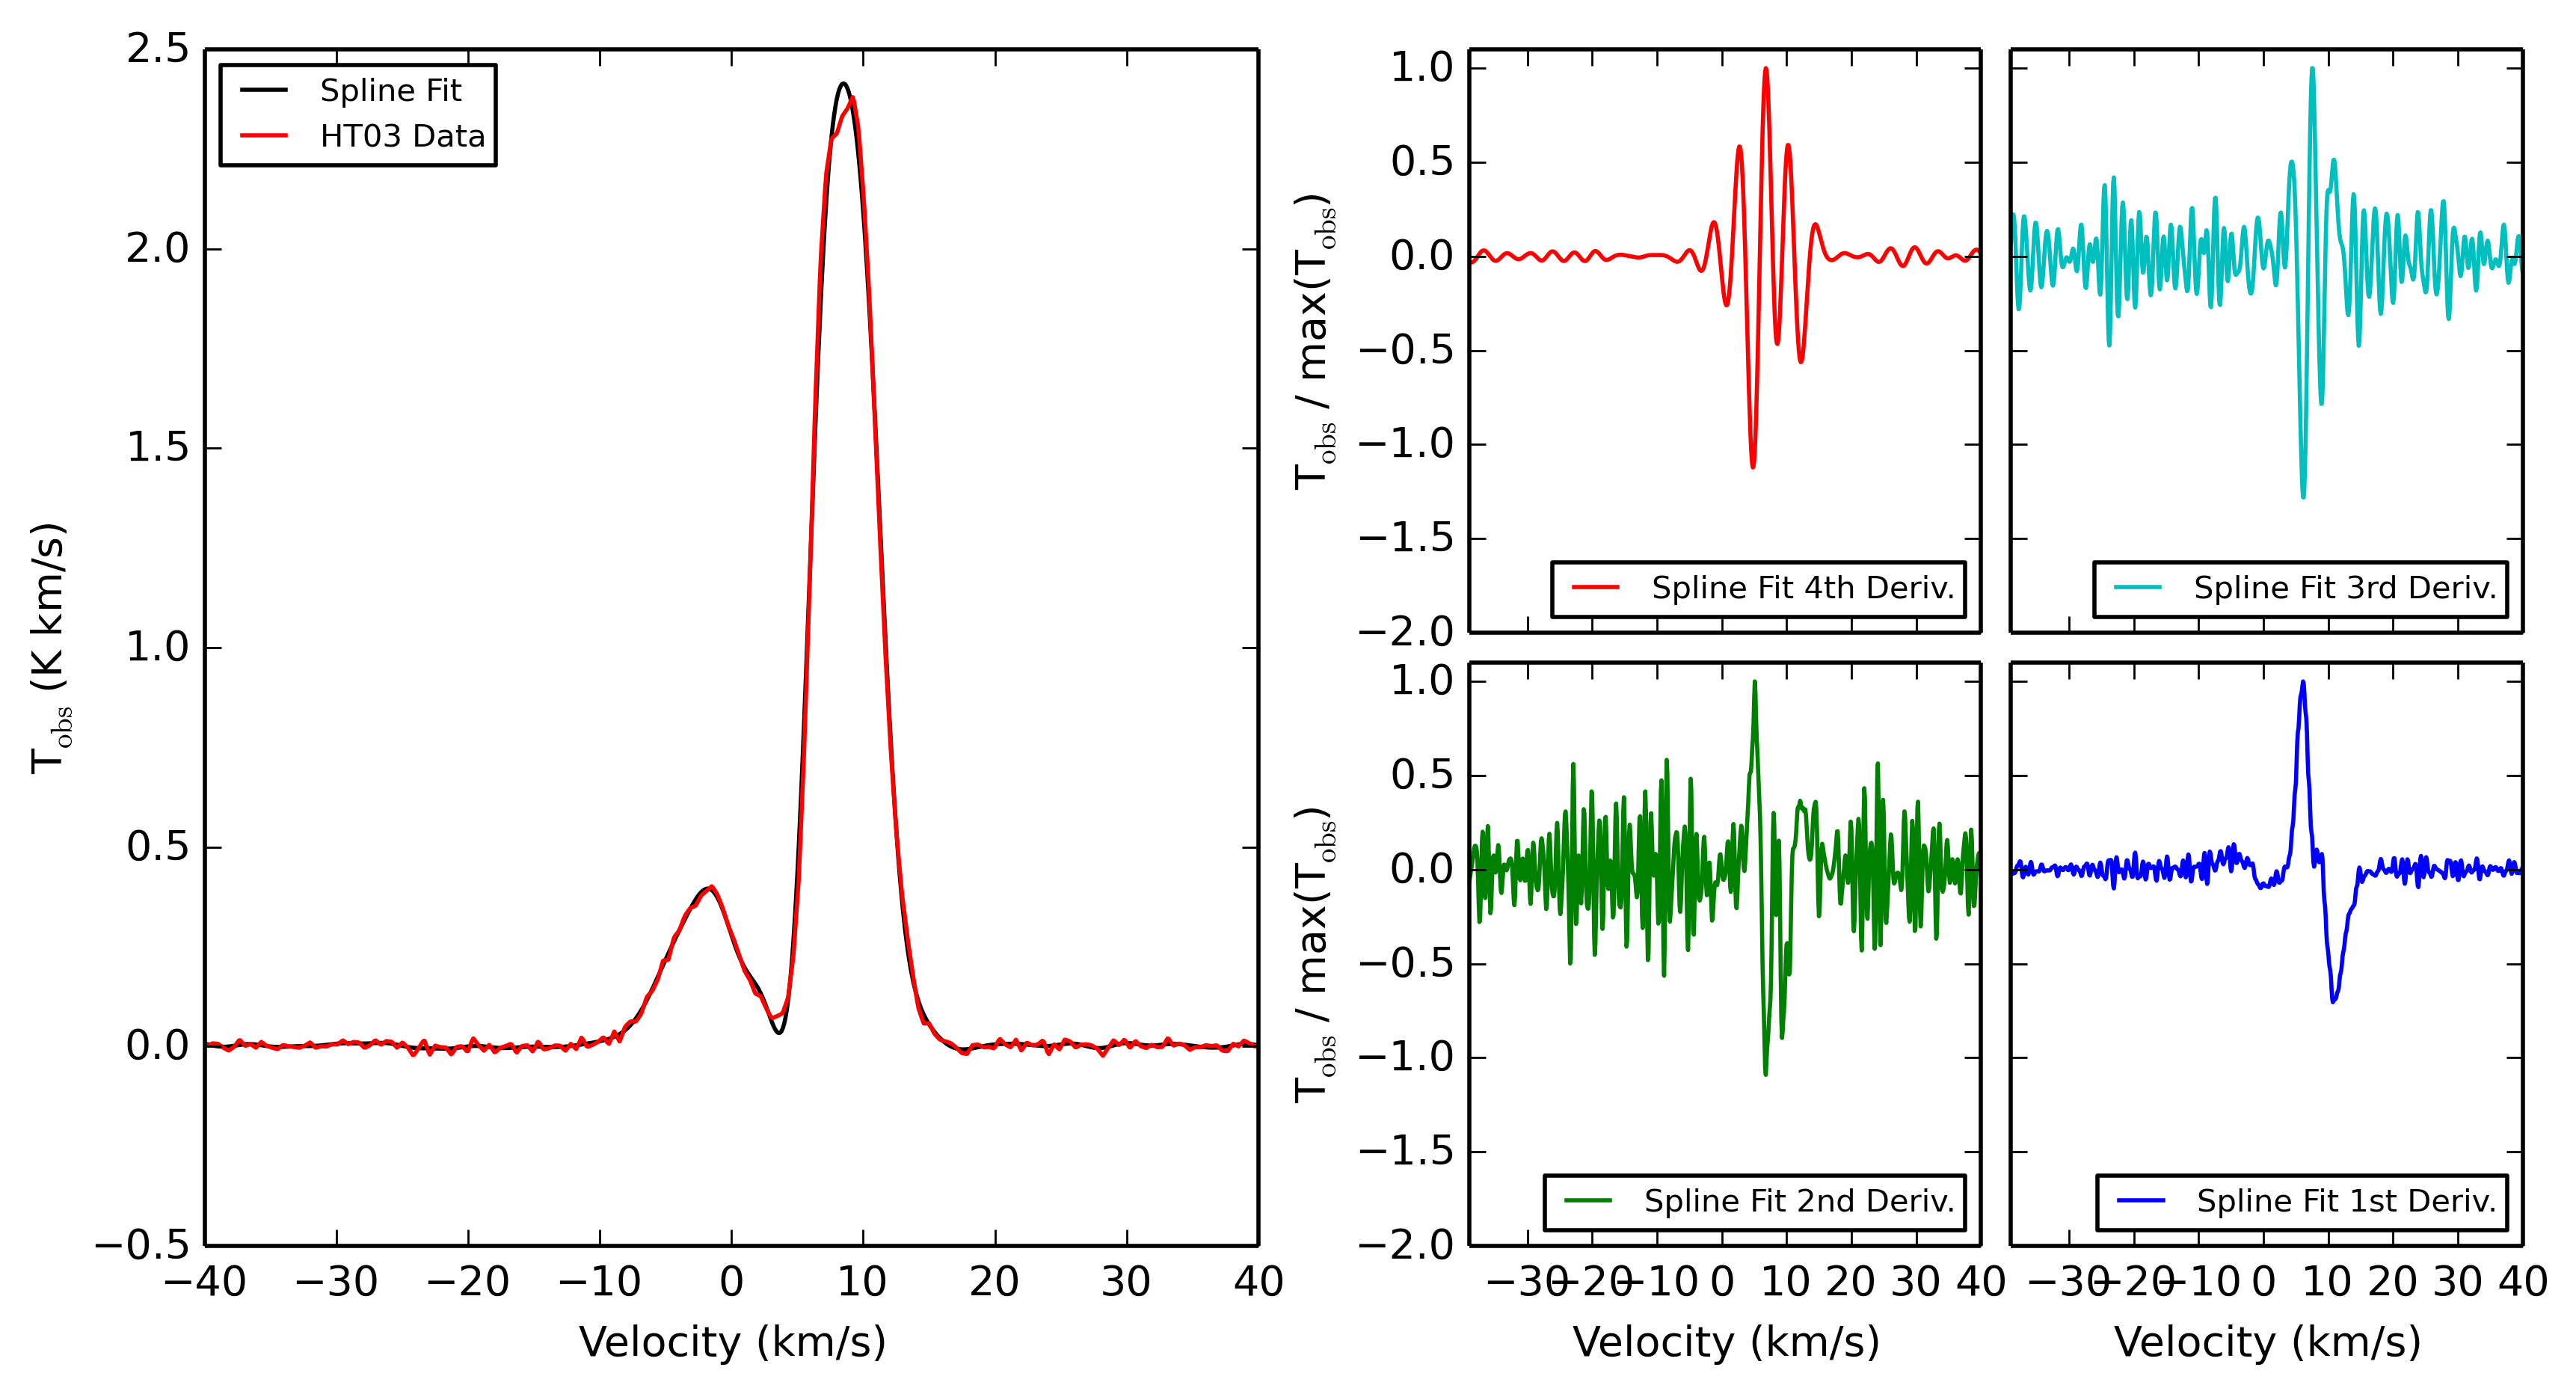 2.5
2.0
1.5
1.0
0.5
0.0
−0.5
T_obs (K km/s)
Spline Fit
HT03 Data
−40 −30 −20 −10 0 10 20 30 40
Velocity (km/s)
1.0
0.5
0.0
−0.5
−1.0
−1.5
−2.0
T_obs / max(T_obs)
Spline Fit 4th Deriv.
Spline Fit 3rd Deriv.
1.0
0.5
0.0
−0.5
−1.0
−1.5
−2.0
T_obs / max(T_obs)
Spline Fit 2nd Deriv.
−30 −20 −10 0 10 20 30 40
Velocity (km/s)
Spline Fit 1st Deriv.
−30 −20 −10 0 10 20 30 40
Velocity (km/s)